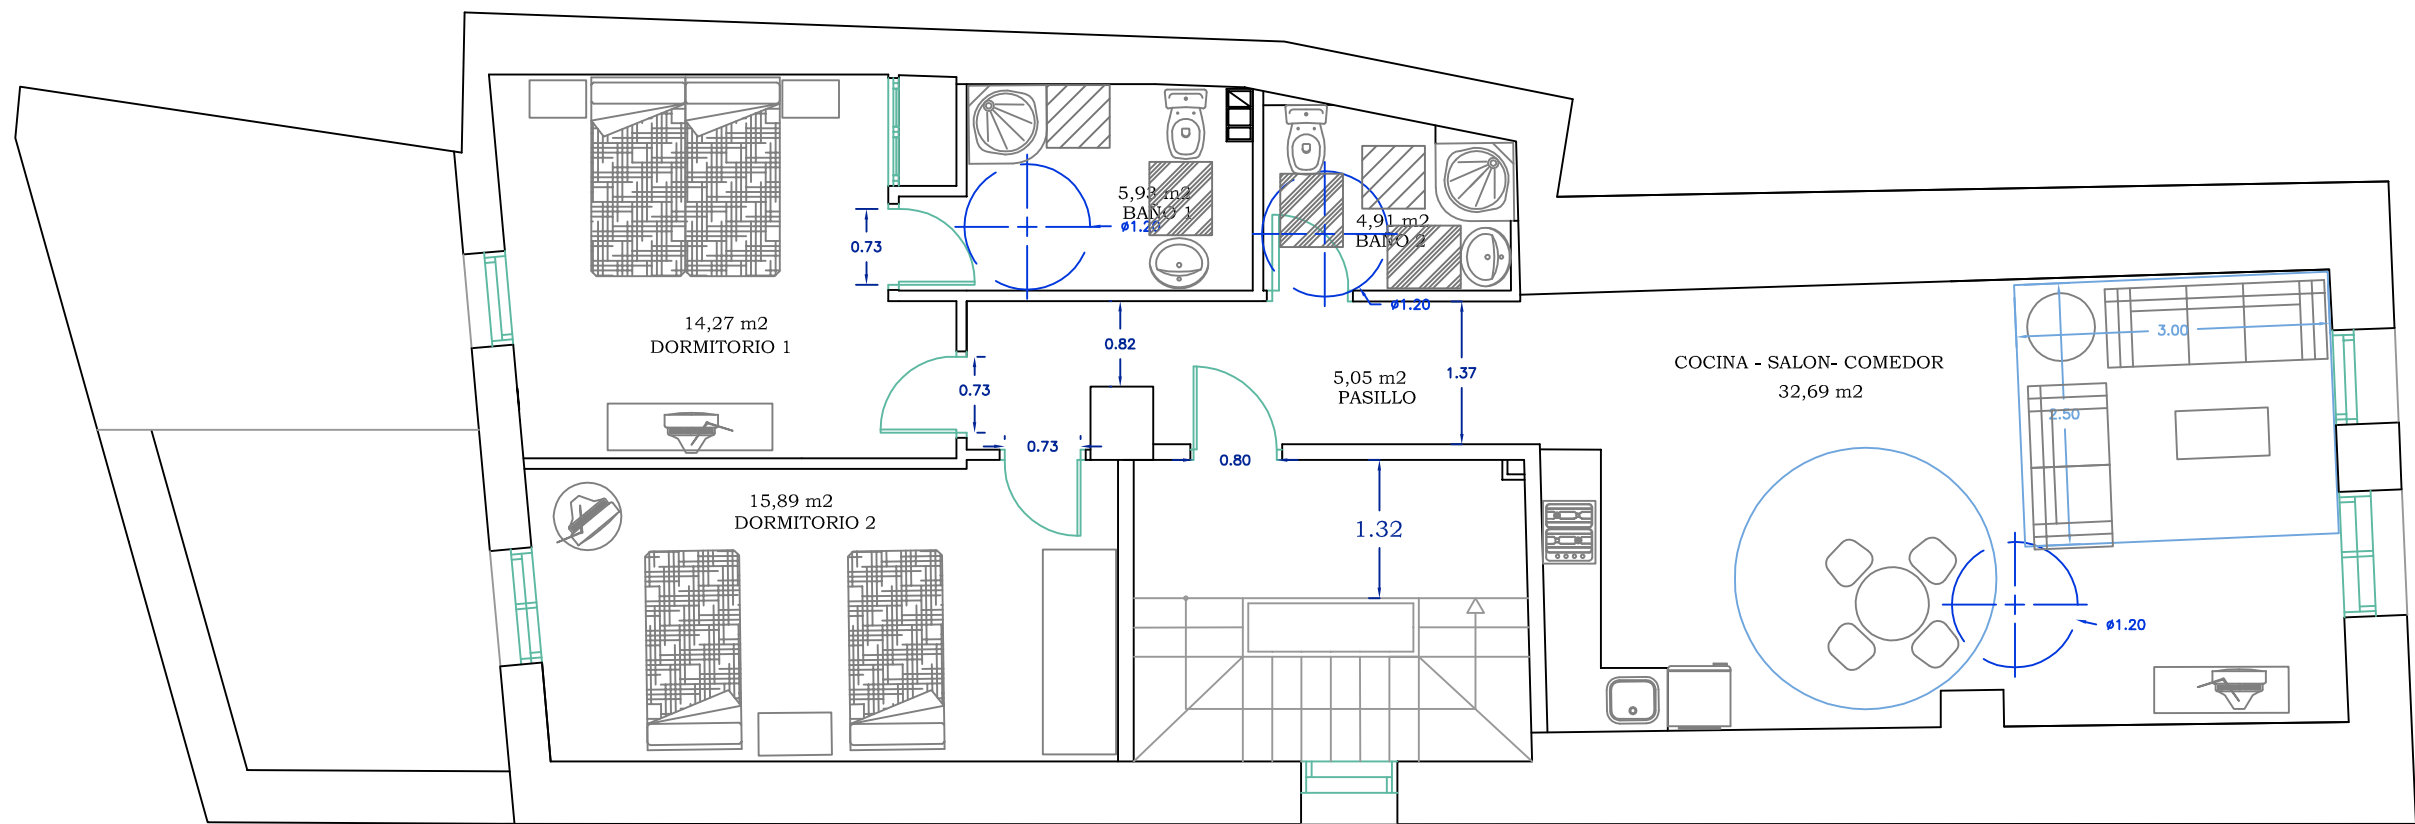 5,93 m2
BAÑO 1
ø1.20
4,91 m2
BAÑO 2
ø1.20
0.73
14,27 m2
DORMITORIO 1
0.82
0.73
5,05 m2
PASILLO
1.37
COCINA - SALON- COMEDOR
32,69 m2
3.00
2.50
0.73
0.80
15,89 m2
DORMITORIO 2
1.32
ø1.20